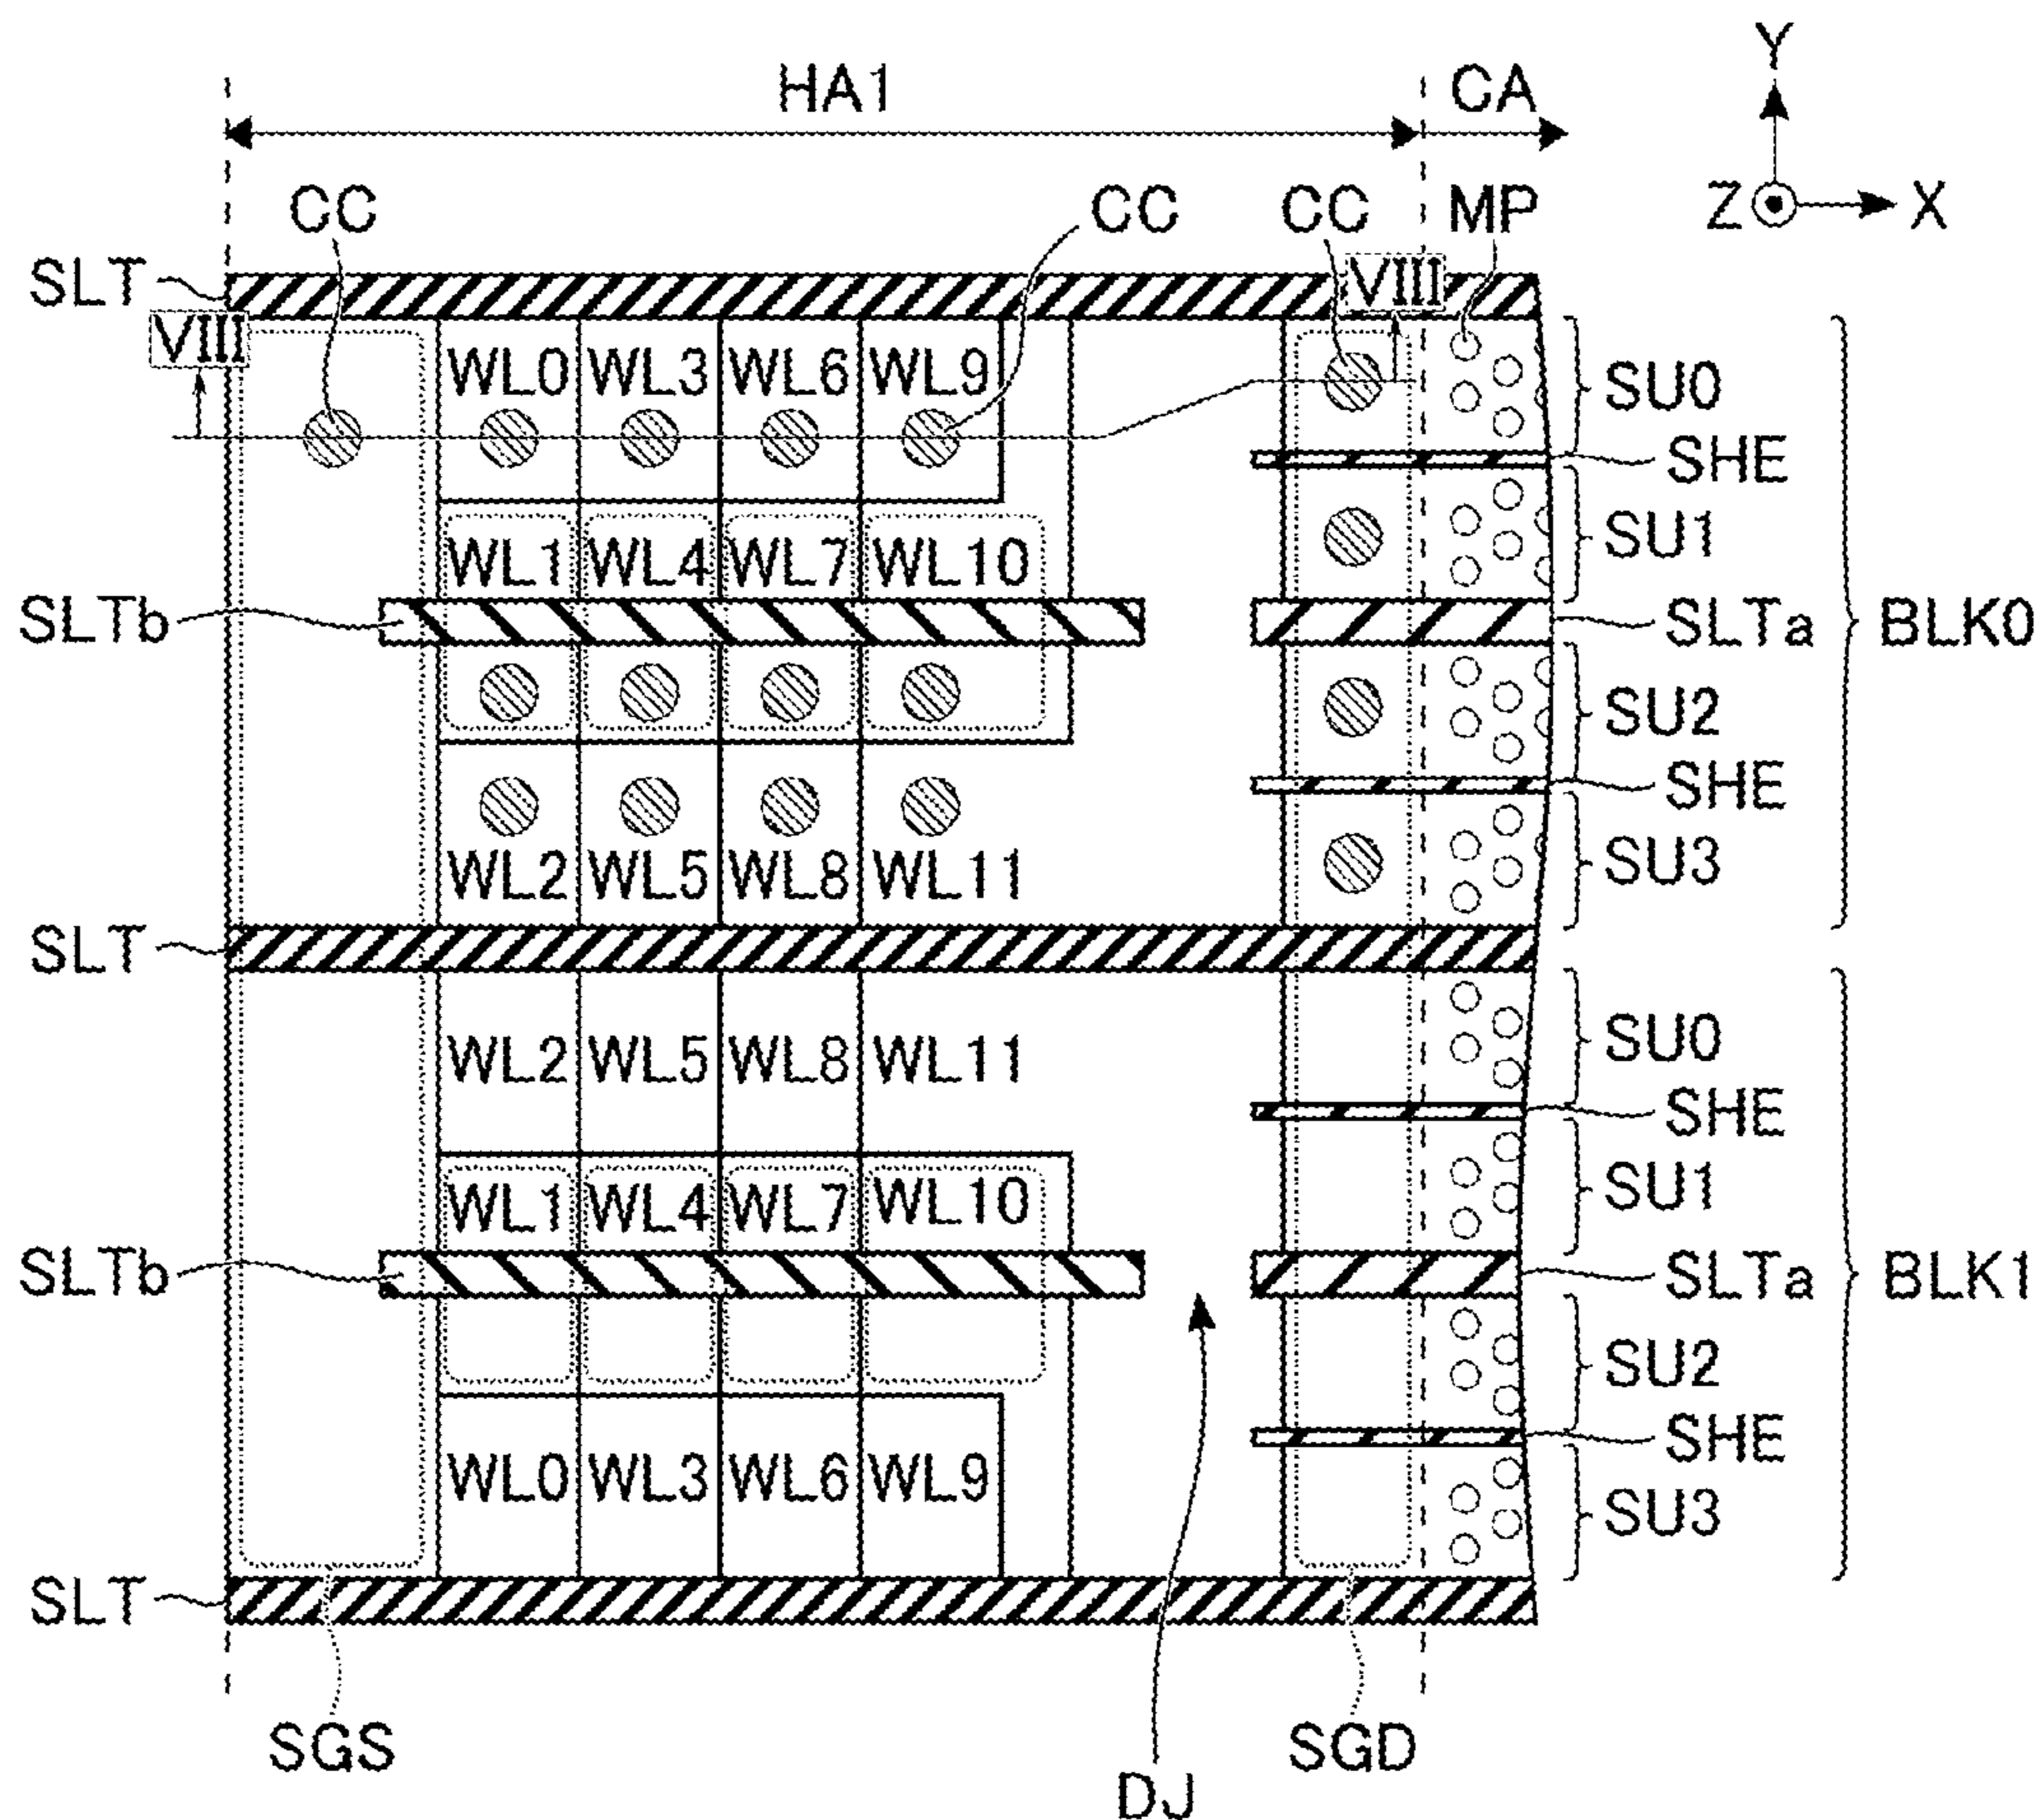 HA1 CA Y
CC CC CC MP Z X
SLT VIII
VIII
WL0 WL3 WL6 WL9 SU0
SHE
WL1 WL4 WL7 WL10 SU1
SLTb SLTa BLK0
SU2
SHE
WL2 WL5 WL8 WL11 SU3
SLT
WL2 WL5 WL8 WL11 SU0
SHE
WL1 WL4 WL7 WL10 SU1
SLTb SLTa BLK1
SU2
SHE
WL0 WL3 WL6 WL9 SU3
SLT
SGS SGD
DJ